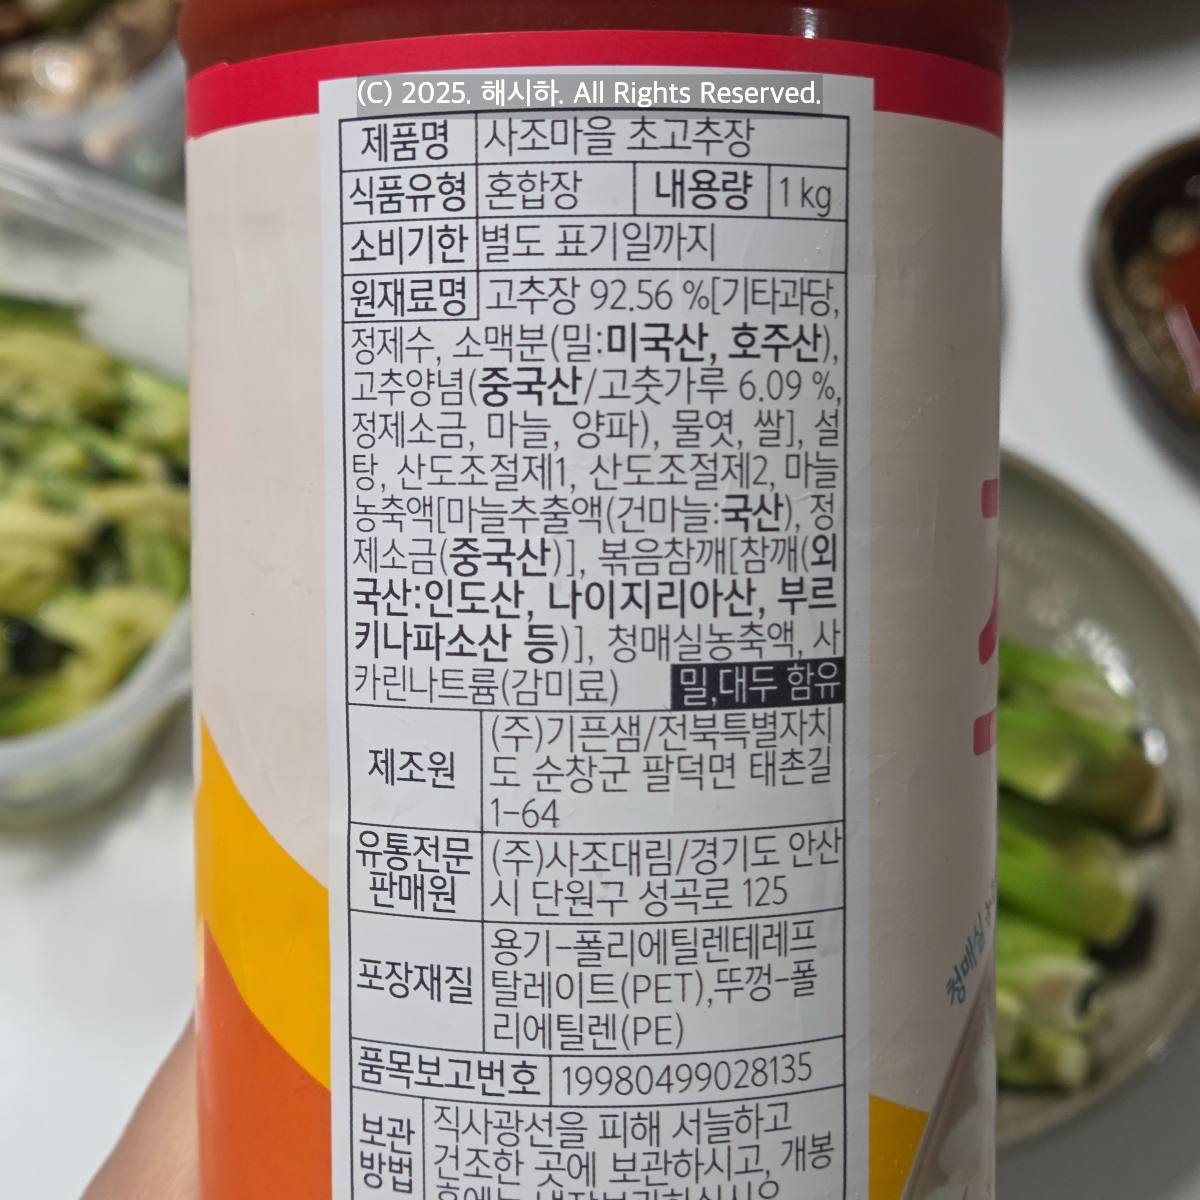 (C) 2025. 해시하. All Rights Reserved.
제품명 사조마을 초고추장
식품유형 혼합장 내용량 1 kg
소비기한 별도 표기일까지
원재료명 고추장 92.56 %[기타과당,
정제수, 소맥분(밀:미국산, 호주산),
고추양념(중국산/고춧가루 6.09 %,
정제소금, 마늘, 양파), 물엿, 쌀], 설
탕, 산도조절제1, 산도조절제2, 마늘
농축액[마늘추출액(건마늘:국산), 정
제소금(중국산)], 볶음참깨[참깨(외
국산:인도산, 나이지리아산, 부르
키나파소산 등)], 청매실농축액, 사
카린나트륨(감미료) 밀,대두 함유
제조원
(주)기픈샘/전북특별자치
도 순창군 팔덕면 태촌길
1-64
유통전문
판매원
(주)사조대림/경기도 안산
시 단원구 성곡로 125
포장재질
용기-폴리에틸렌테레프
탈레이트(PET),뚜껑-폴
리에틸렌(PE)
품목보고번호 19980499028135
보관
방법
직사광선을 피해 서늘하고
건조한 곳에 보관하시고, 개봉
후에는 냉장보관하십시오
청매실